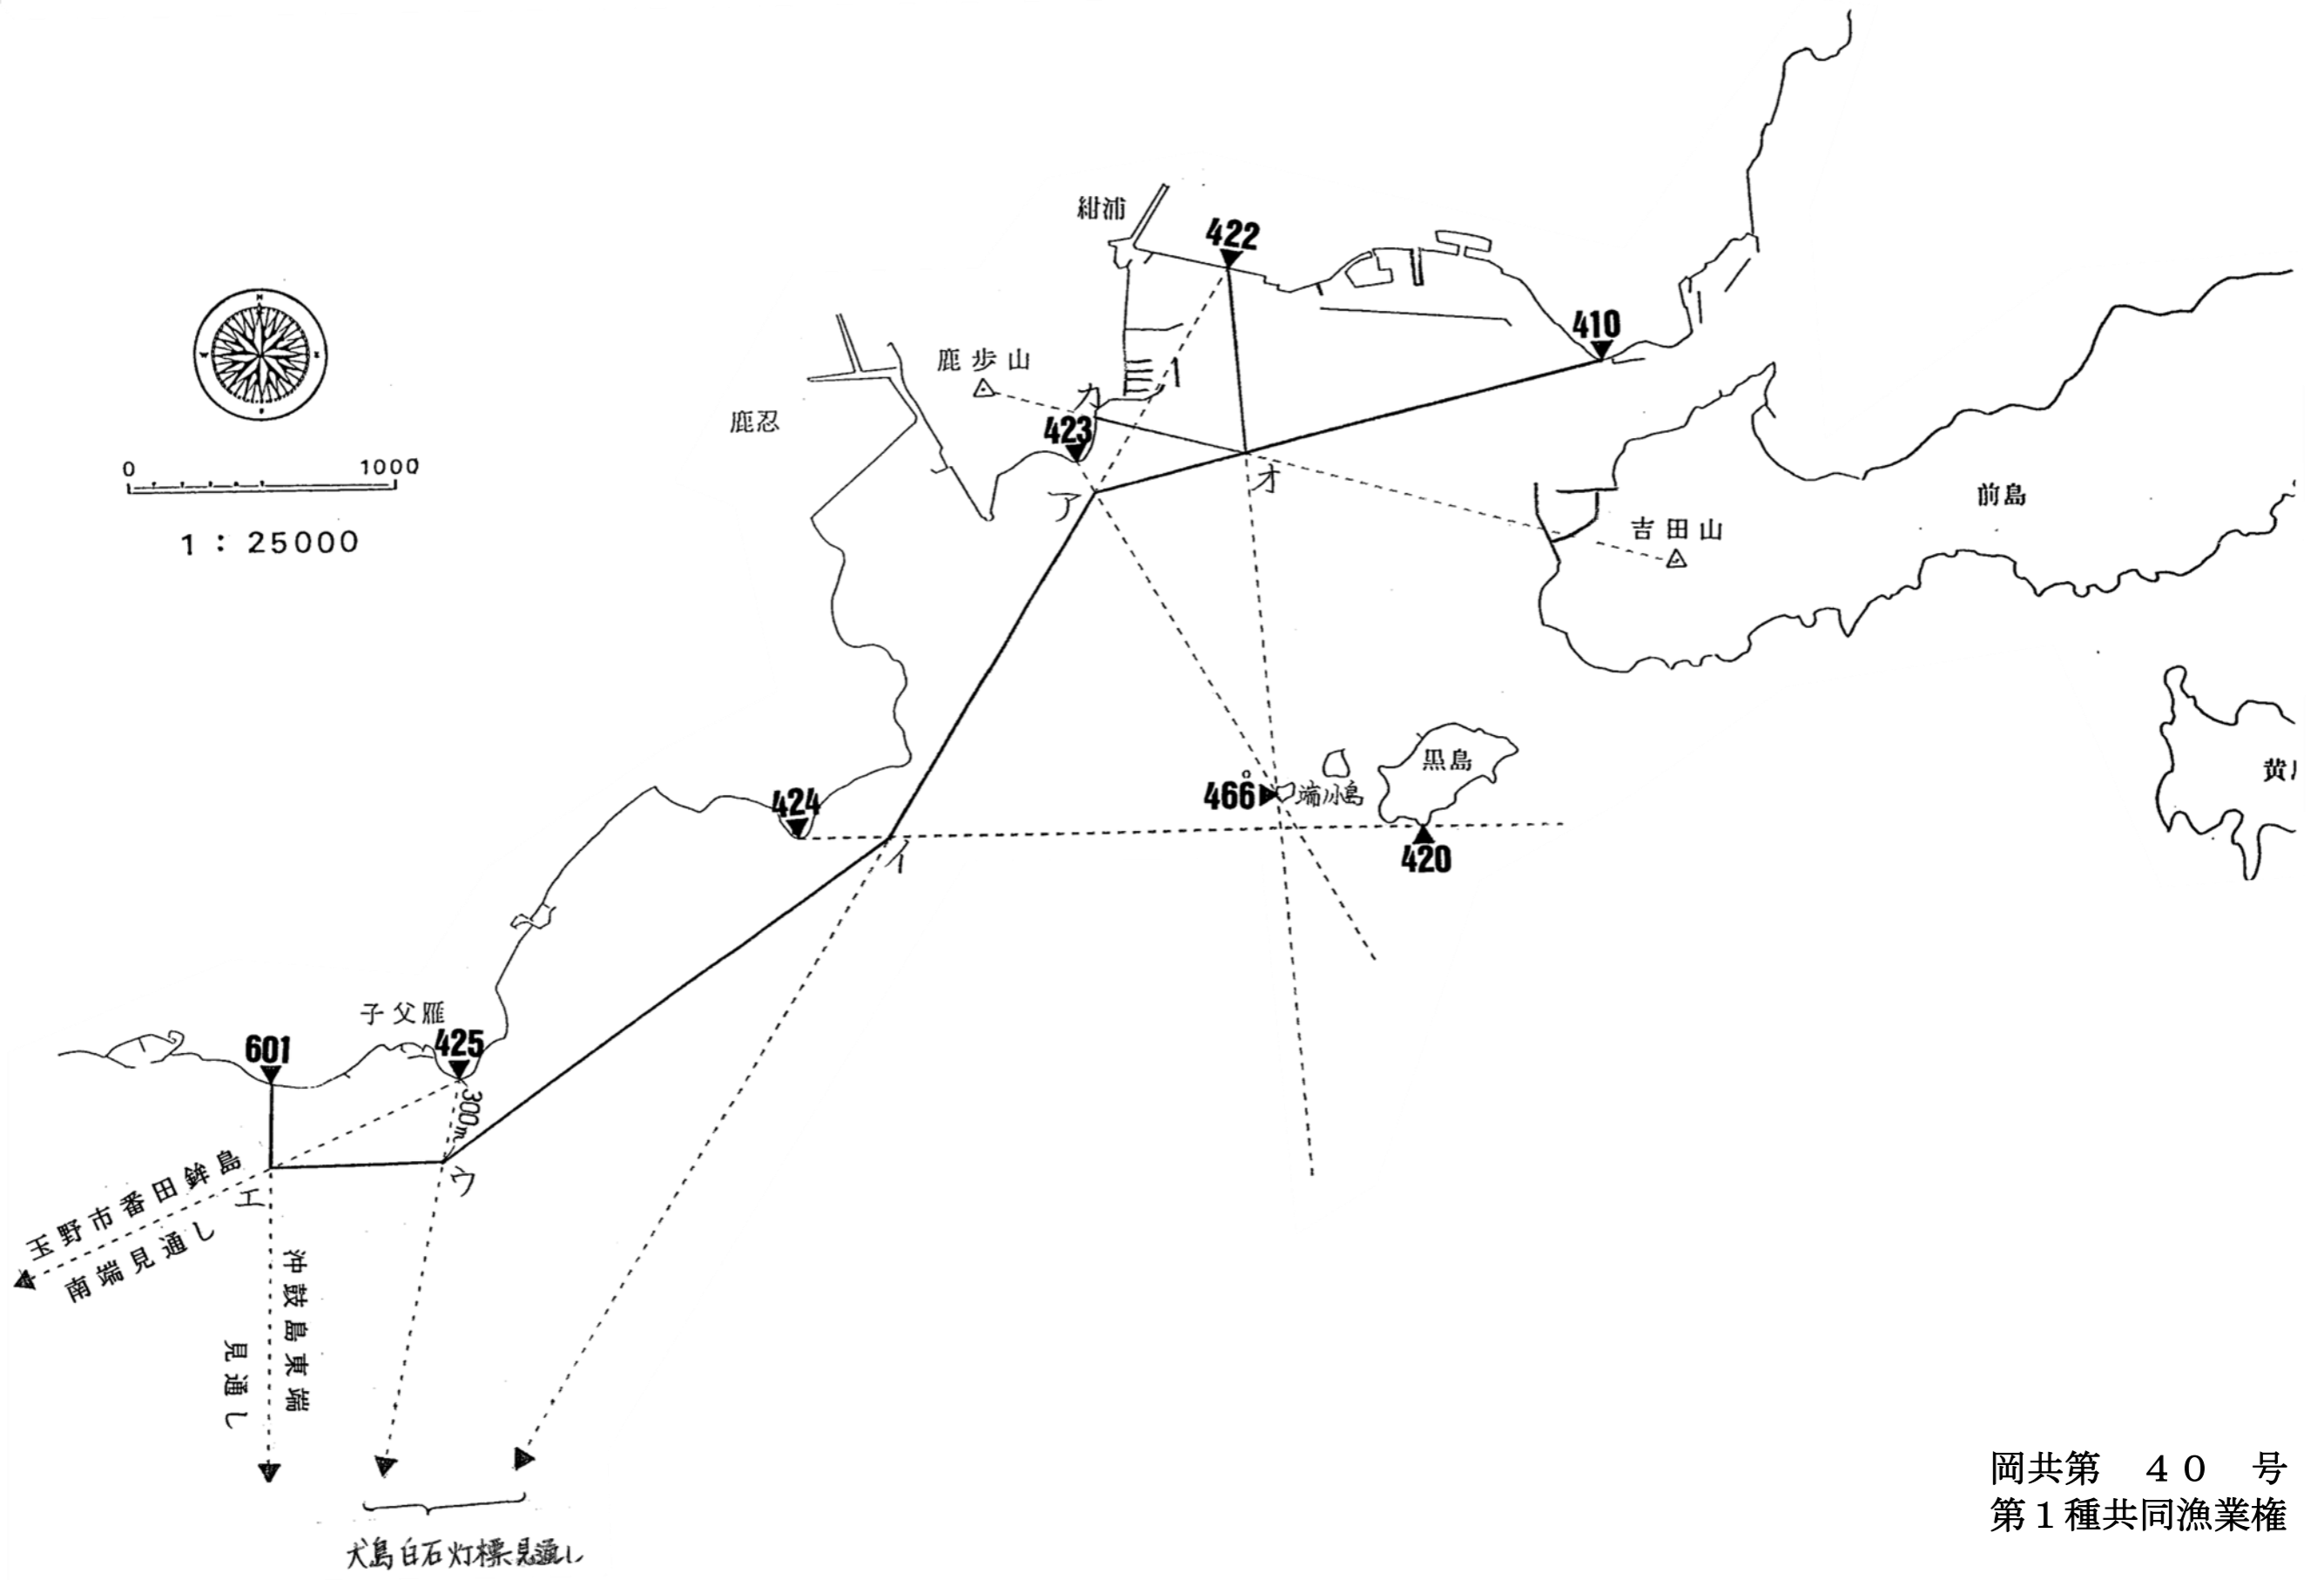 紺浦
422
410
鹿歩山
カ
鹿忍
423
0 1000
1 : 25000
ア
オ
前島
吉田山
黒島
466
端ノ小島
黄
424
イ
420
子父雁
425
601
300m
ウ
エ
玉野市番田鉾島
南端見通し
沖鼓島東端
見通し
犬島白石灯標見通し
岡共第 40 号
第1種共同漁業権